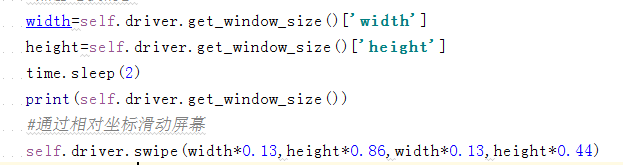 width=self.driver.get_window_size()['width']
height=self.driver.get_window_size()['height']
time.sleep(2)
print(self.driver.get_window_size())
#通过相对坐标滑动屏幕
self.driver.swipe(width*0.13,height*0.86,width*0.13,height*0.44)